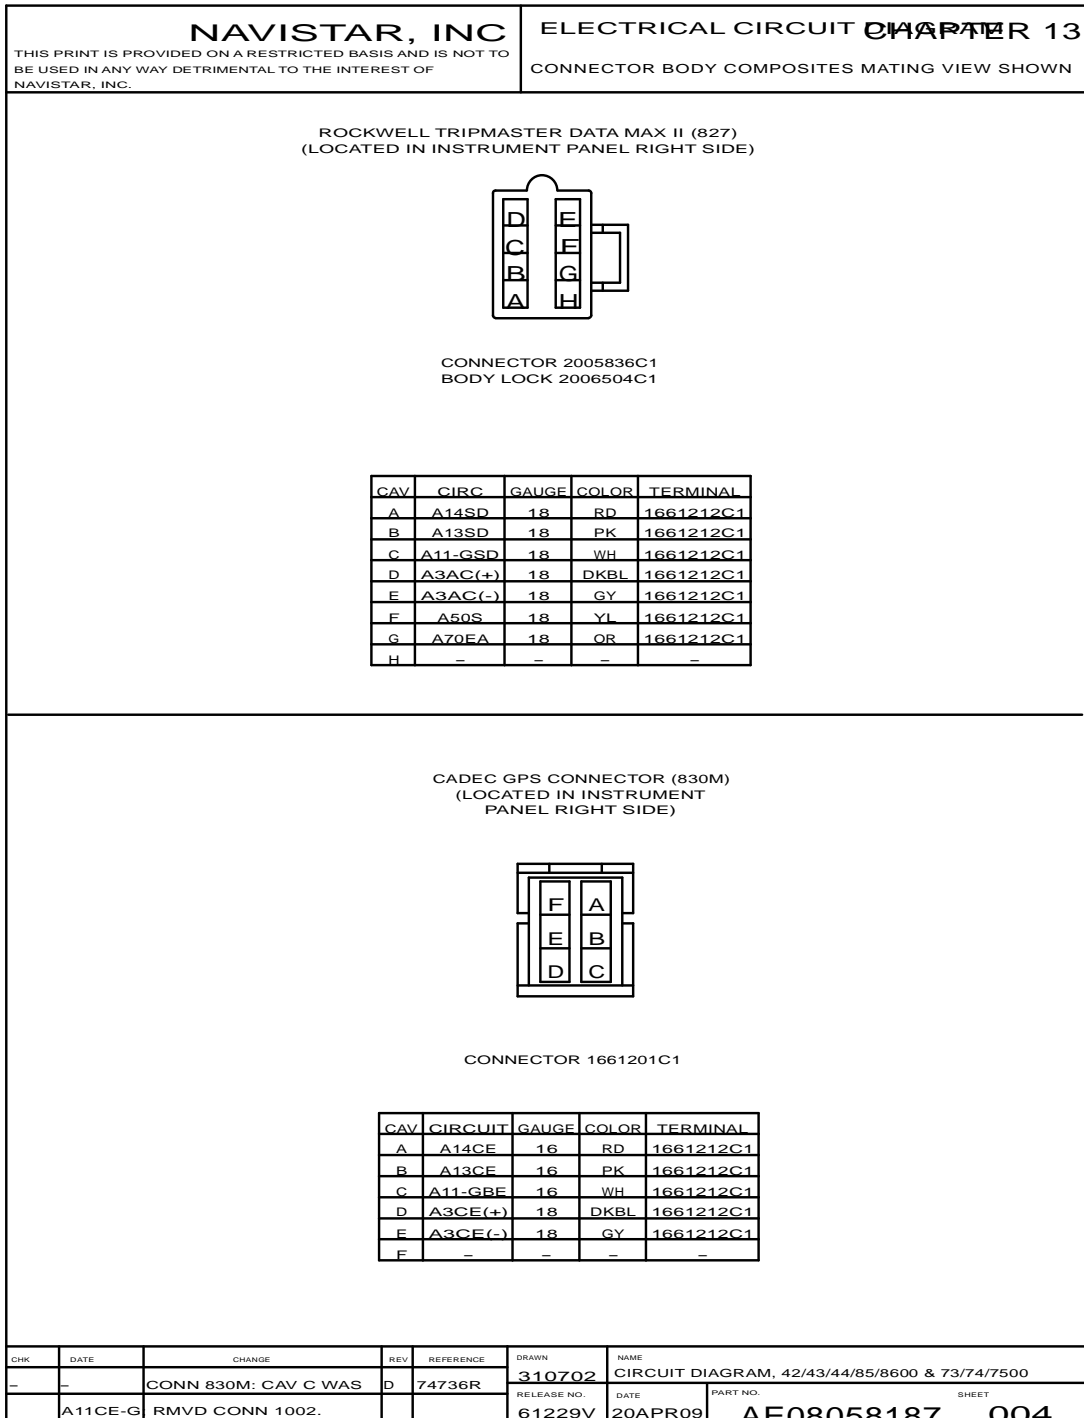 NAVISTAR, INC
THIS PRINT IS PROVIDED ON A RESTRICTED BASIS AND IS NOT TO
BE USED IN ANY WAY DETRIMENTAL TO THE INTEREST OF
NAVISTAR, INC.
ELECTRICAL CIRCUIT DIAGRAM
CHAPTER 13
CONNECTOR BODY COMPOSITES MATING VIEW SHOWN
ROCKWELL TRIPMASTER DATA MAX II (827)
(LOCATED IN INSTRUMENT PANEL RIGHT SIDE)
D E
C F
B G
A H
CONNECTOR 2005836C1
BODY LOCK 2006504C1
CAV CIRC GAUGE COLOR TERMINAL
A A14SD 18 RD 1661212C1
B A13SD 18 PK 1661212C1
C A11-GSD 18 WH 1661212C1
D A3AC(+) 18 DKBL 1661212C1
E A3AC(-) 18 GY 1661212C1
F A50S 18 YL 1661212C1
G A70EA 18 OR 1661212C1
H – – – –
CADEC GPS CONNECTOR (830M)
(LOCATED IN INSTRUMENT
PANEL RIGHT SIDE)
F A
E B
D C
CONNECTOR 1661201C1
CAV CIRCUIT GAUGE COLOR TERMINAL
A A14CE 16 RD 1661212C1
B A13CE 16 PK 1661212C1
C A11-GBE 16 WH 1661212C1
D A3CE(+) 18 DKBL 1661212C1
E A3CE(-) 18 GY 1661212C1
F – – – –
CHK DATE CHANGE REV REFERENCE
– – CONN 830M: CAV C WAS D 74736R
A11CE-G RMVD CONN 1002.
DRAWN
310702
NAME
CIRCUIT DIAGRAM, 42/43/44/85/8600 & 73/74/7500
RELEASE NO.
61229V
DATE
20APR09
PART NO.
AE08058187
SHEET
004